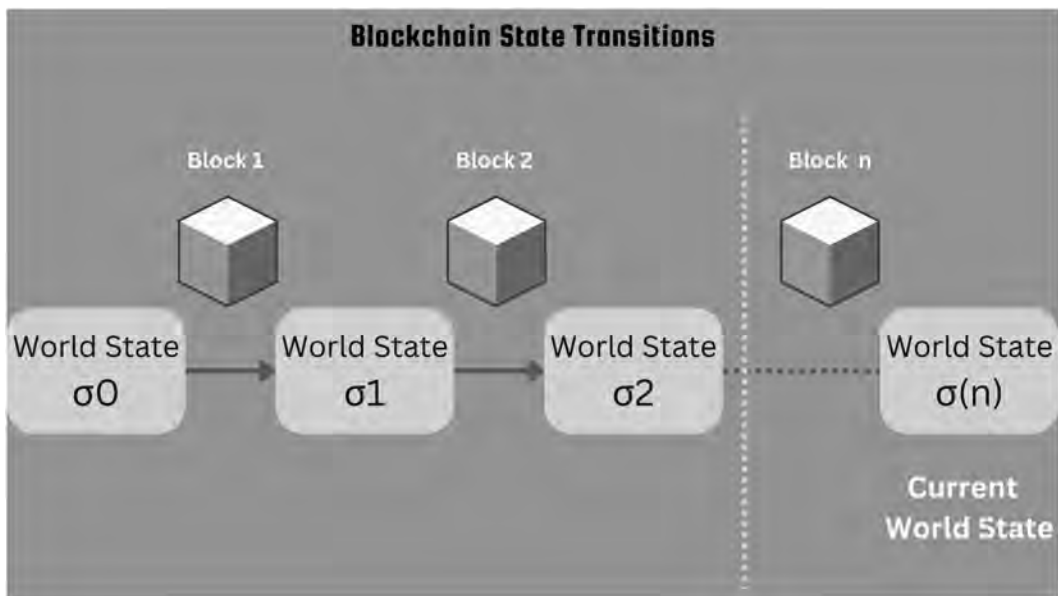 Blockchain State Transitions
Block 1
Block 2
Block n
World State
σ0
World State
σ1
World State
σ2
World State
σ(n)
Current
World State